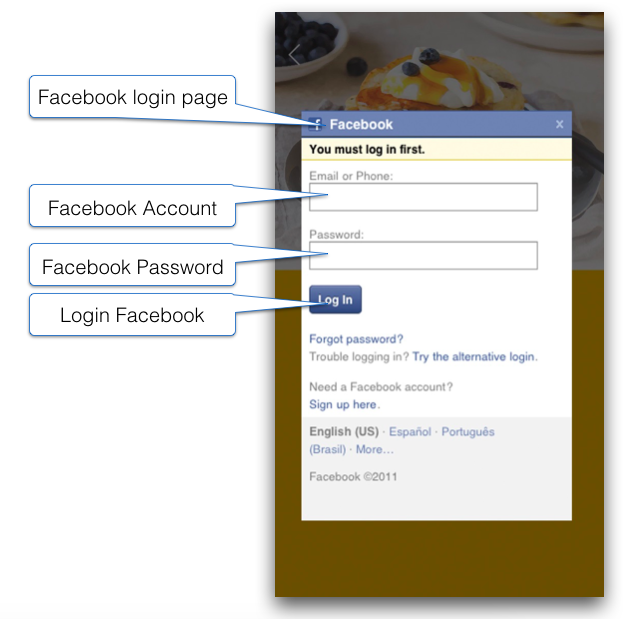 Facebook login page
Facebook
x
You must log in first.
Email or Phone:
Facebook Account
Password:
Facebook Password
Log In
Login Facebook
Forgot password?
Trouble logging in? Try the alternative login.
Need a Facebook account?
Sign up here.
English (US) · Español · Português
(Brasil) · More...
Facebook ©2011